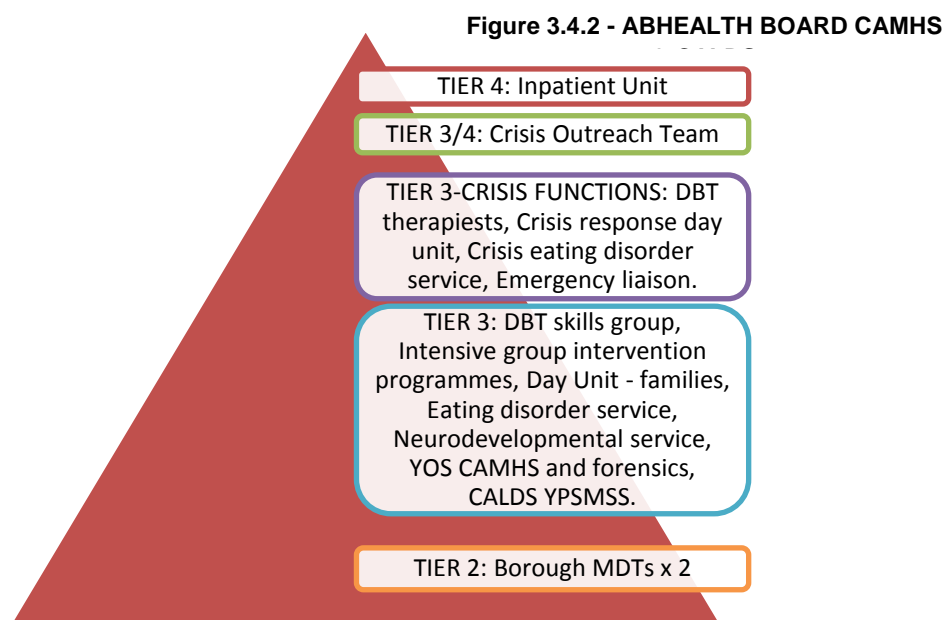 Figure 3.4.2 - ABHEALTH BOARD CAMHS
TIER 4: Inpatient Unit
TIER 3/4: Crisis Outreach Team
TIER 3-CRISIS FUNCTIONS: DBT
therapiests, Crisis response day
unit, Crisis eating disorder
service, Emergency liaison.
TIER 3: DBT skills group,
Intensive group intervention
programmes, Day Unit - families,
Eating disorder service,
Neurodevelopmental service,
YOS CAMHS and forensics,
CALDS YPSMSS.
TIER 2: Borough MDTs x 2